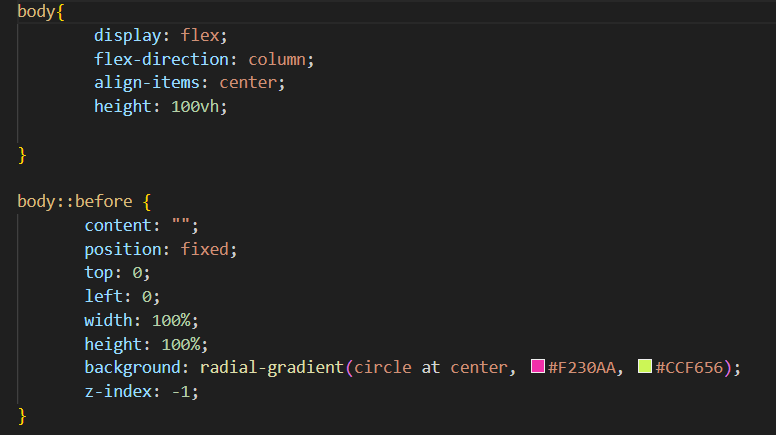 body{
display: flex;
flex-direction: column;
align-items: center;
height: 100vh;
}
body::before {
content: "";
position: fixed;
top: 0;
left: 0;
width: 100%;
height: 100%;
background: radial-gradient(circle at center, #F230AA, #CCF656);
z-index: -1;
}